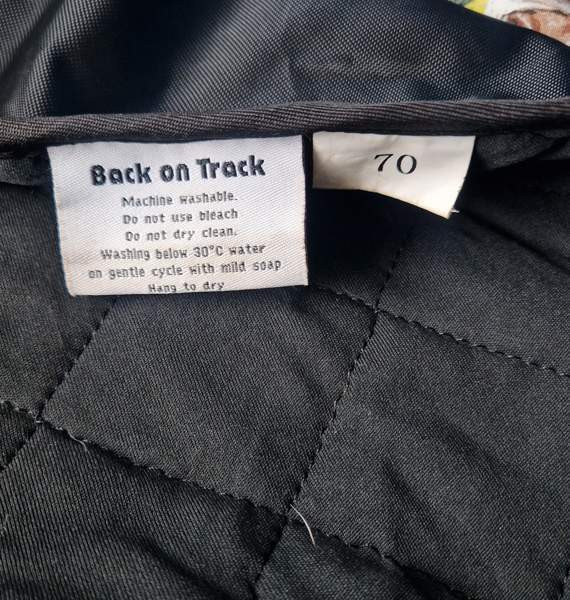 Back on Track
Machine washable.
Do not use bleach
Do not dry clean.
Washing below 30°C water
on gentle cycle with mild soap
Hang to dry
70